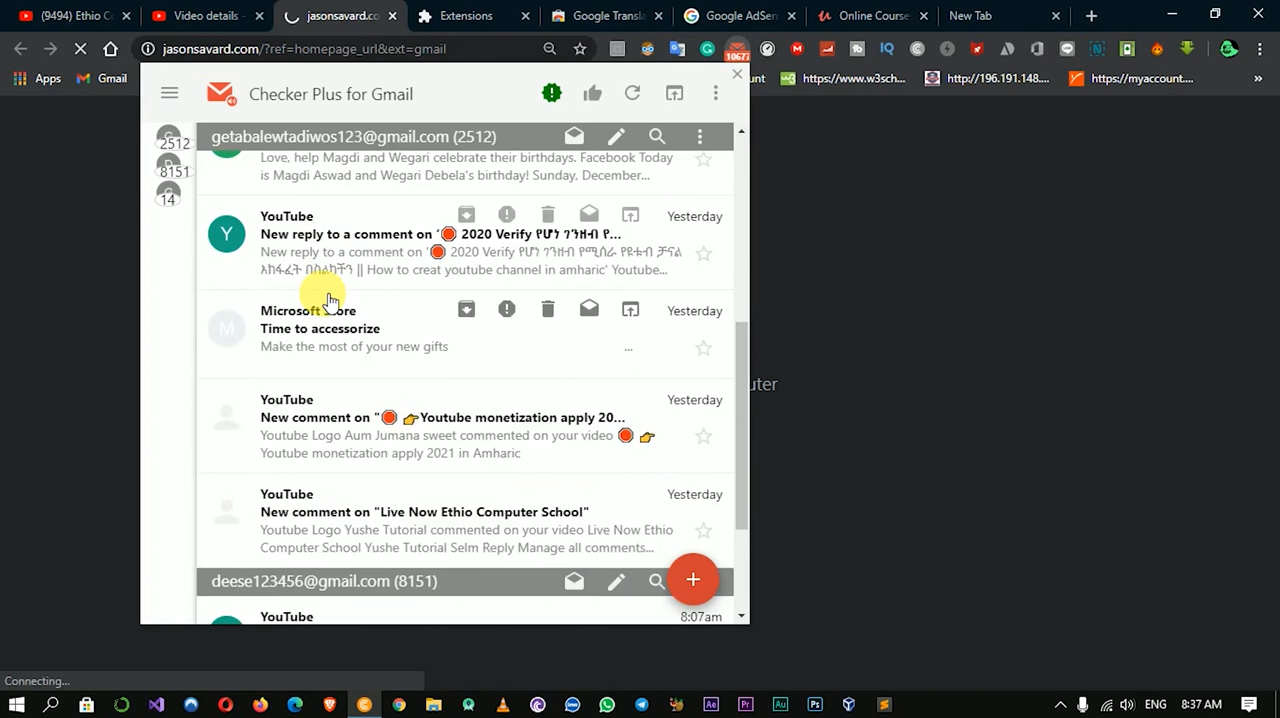 (9494) Ethio C
Video details -
jasonsavard.co
Extensions
Google Transla
Google AdSen
Online Course
New Tab
jasonsavard.com/?ref=homepage_url&ext=gmail
10671
Apps
Gmail
https://www.w3sch...
http://196.191.148...
https://myaccount....
»
Checker Plus for Gmail
getabalewtadiwos123@gmail.com (2512)
2512
8151
14
Love, help Magdi and Wegari celebrate their birthdays. Facebook Today
is Magdi Aswad and Wegari Debela's birthday! Sunday, December...
YouTube
Yesterday
Y
New reply to a comment on '🛑 2020 Verify የሆነ ገንዘብ የ...
New reply to a comment on '🛑 2020 Verify የሆነ ገንዘብ የሚሰራ የዩቱብ ቻናል
አከፋፈት በስልካችን || How to creat youtube channel in amharic' Youtube...
Microsoft Store
Yesterday
M
Time to accessorize
Make the most of your new gifts ...
uter
YouTube
Yesterday
New comment on "🛑 👉Youtube monetization apply 20...
Youtube Logo Aum Jumana sweet commented on your video 🛑 👉
Youtube monetization apply 2021 in Amharic
YouTube
Yesterday
New comment on "Live Now Ethio Computer School"
Youtube Logo Yushe Tutorial commented on your video Live Now Ethio
Computer School Yushe Tutorial Selm Reply Manage all comments...
deese123456@gmail.com (8151)
YouTube
8:07am
Connecting...
ENG
8:37 AM